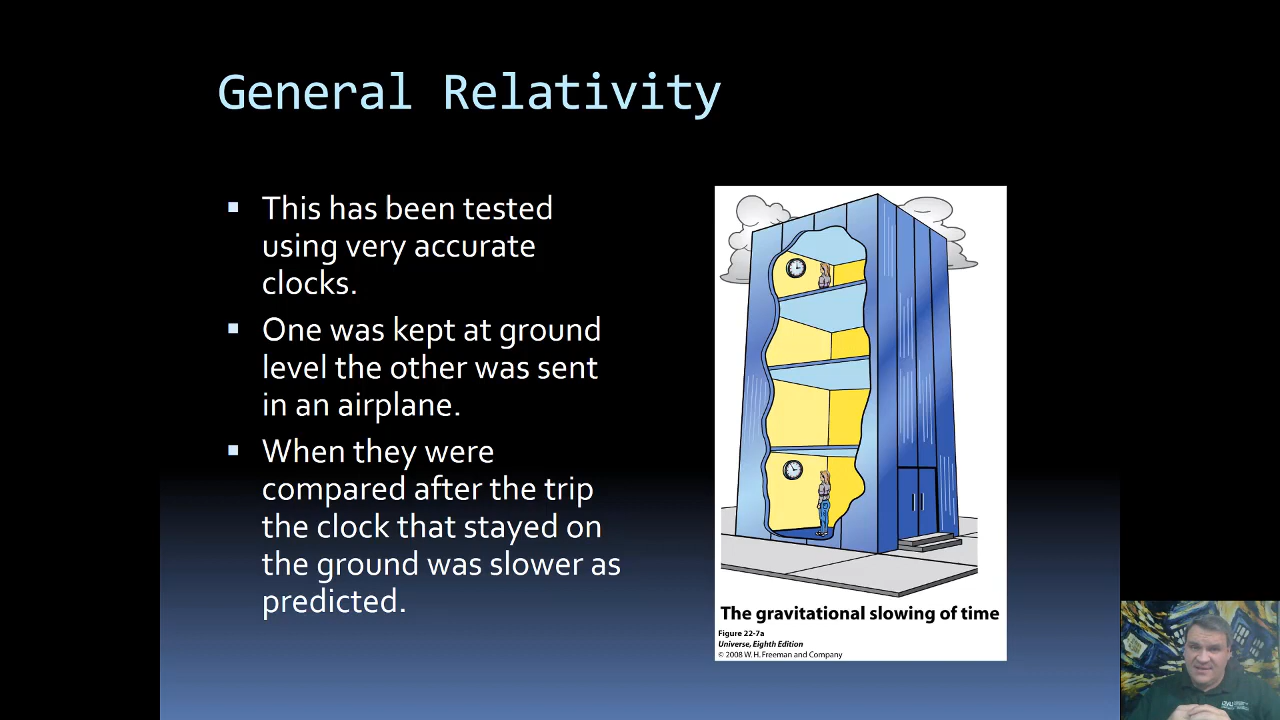 General Relativity
This has been tested
using very accurate
clocks.
One was kept at ground
level the other was sent
in an airplane.
When they were
compared after the trip
the clock that stayed on
the ground was slower as
predicted.
The gravitational slowing of time
Figure 22-7a
Universe, Eighth Edition
© 2008 W. H. Freeman and Company